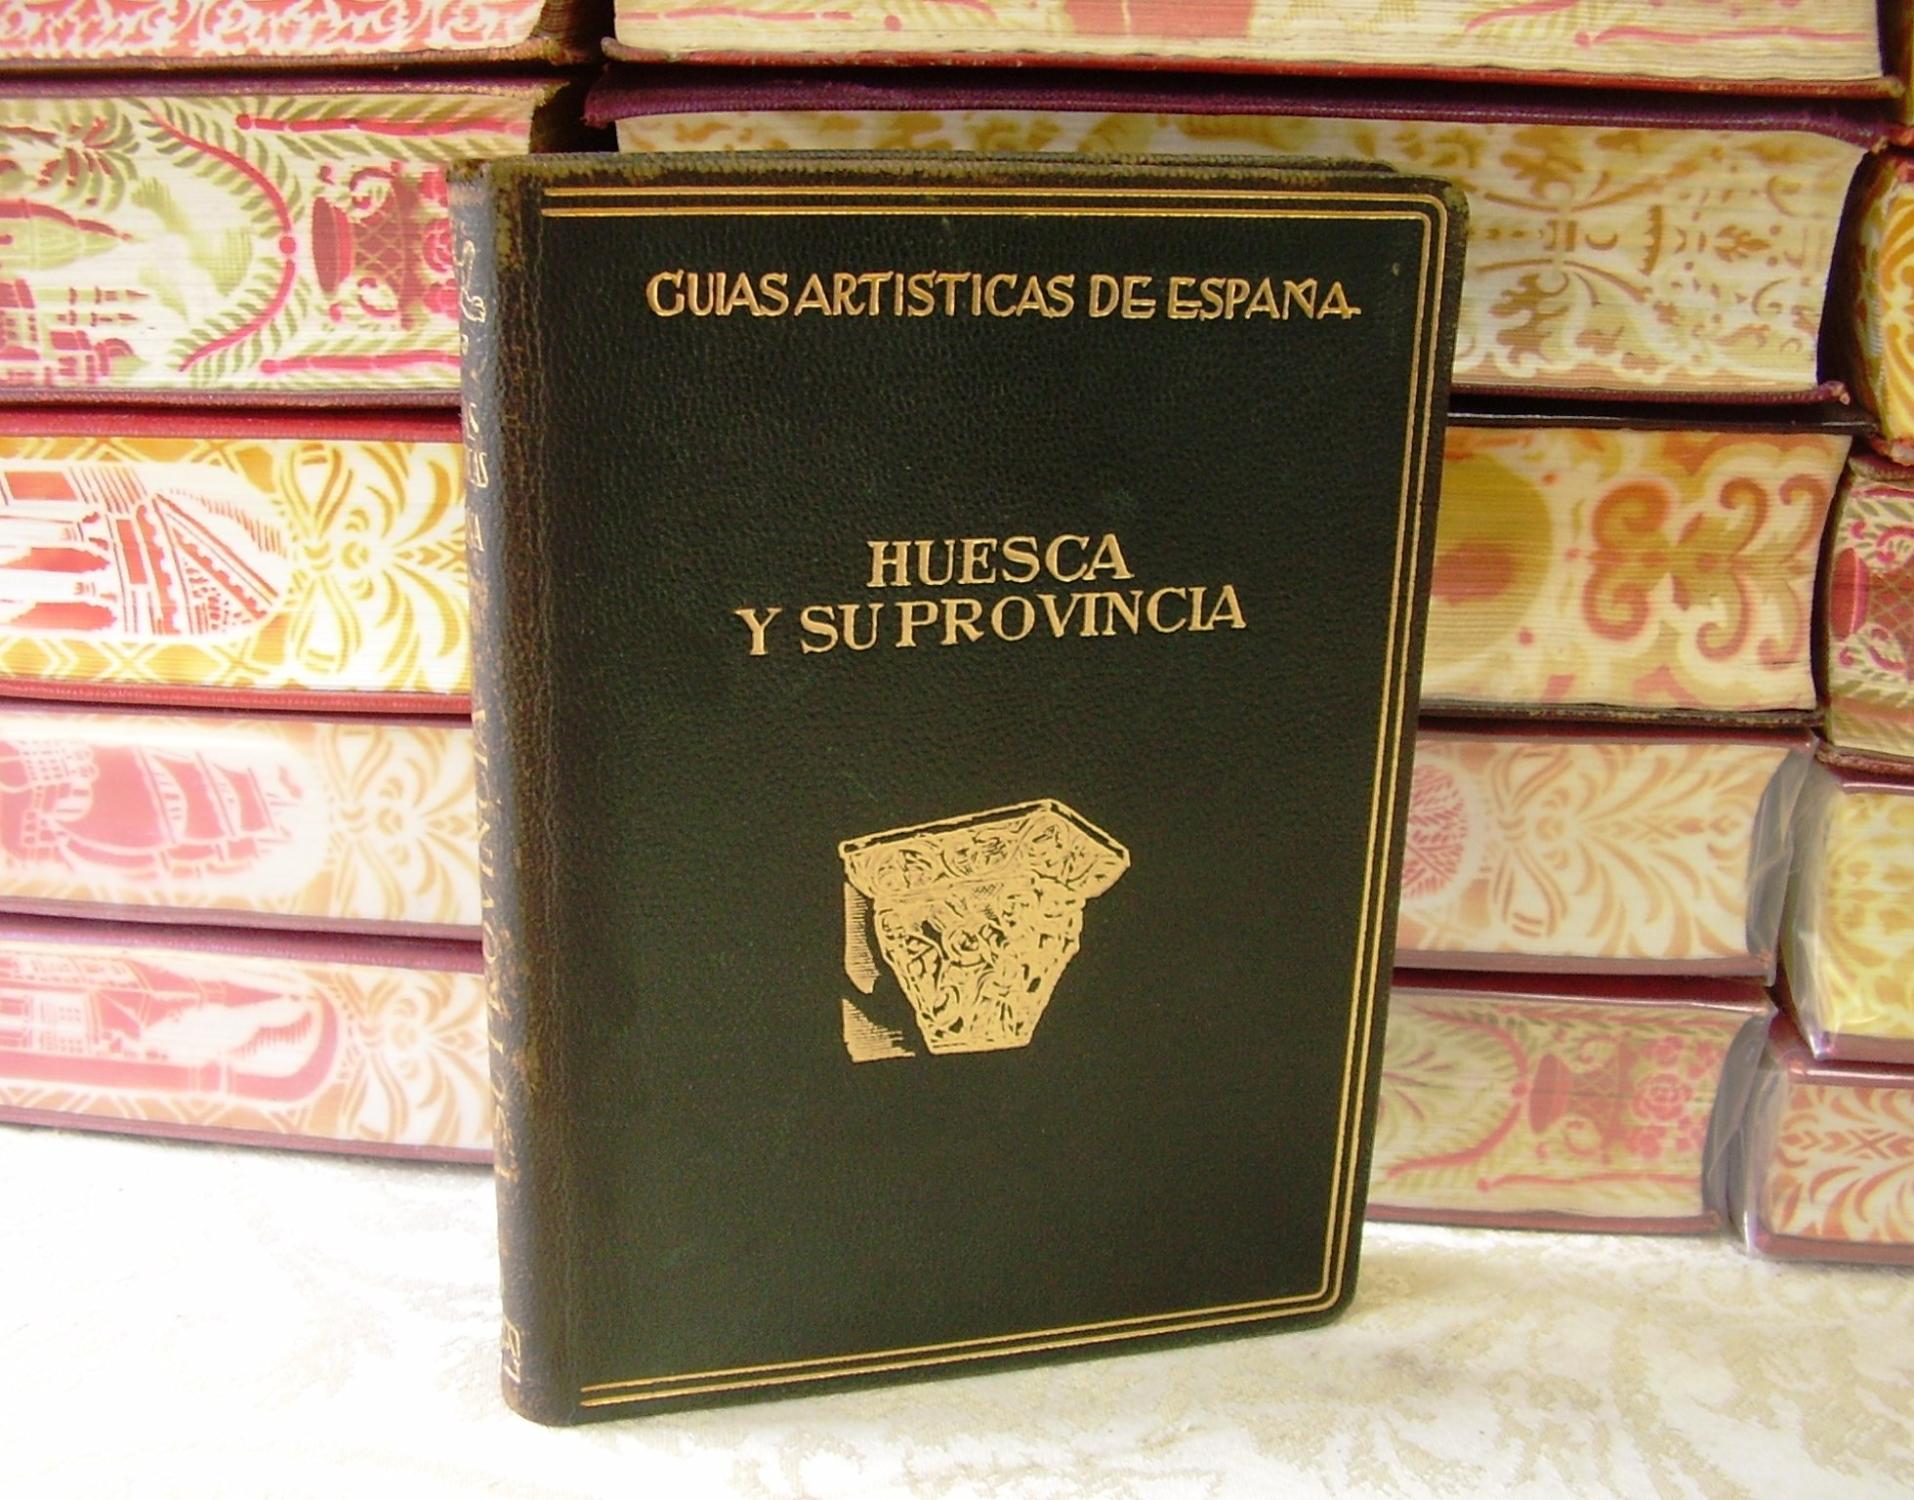 GUIAS ARTISTICAS DE ESPAÑA
HUESCA
Y SU PROVINCIA